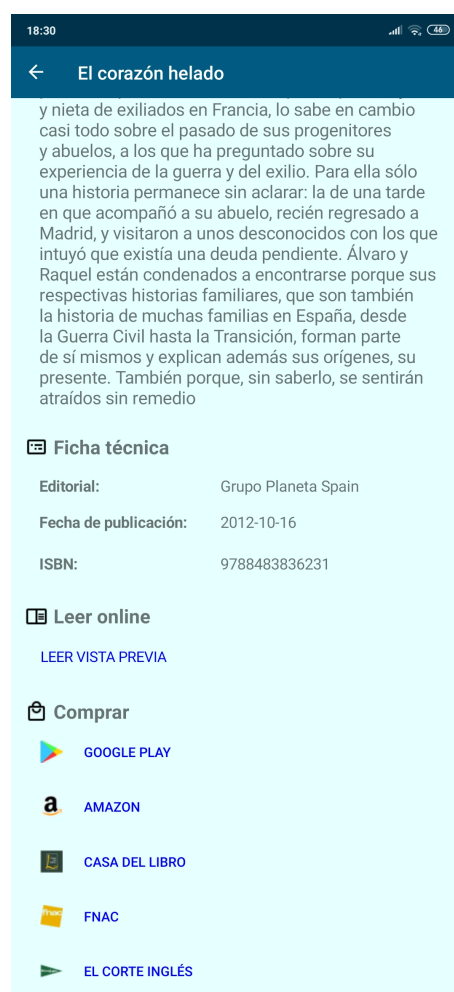 18:30
46
El corazón helado
y nieta de exiliados en Francia, lo sabe en cambio
casi todo sobre el pasado de sus progenitores
y abuelos, a los que ha preguntado sobre su
experiencia de la guerra y del exilio. Para ella sólo
una historia permanece sin aclarar: la de una tarde
en que acompañó a su abuelo, recién regresado a
Madrid, y visitaron a unos desconocidos con los que
intuyó que existía una deuda pendiente. Álvaro y
Raquel están condenados a encontrarse porque sus
respectivas historias familiares, que son también
la historia de muchas familias en España, desde
la Guerra Civil hasta la Transición, forman parte
de sí mismos y explican además sus orígenes, su
presente. También porque, sin saberlo, se sentirán
atraídos sin remedio
Ficha técnica
Editorial: Grupo Planeta Spain
Fecha de publicación: 2012-10-16
ISBN: 9788483836231
Leer online
LEER VISTA PREVIA
Comprar
GOOGLE PLAY
a AMAZON
CASA DEL LIBRO
fnac FNAC
EL CORTE INGLÉS